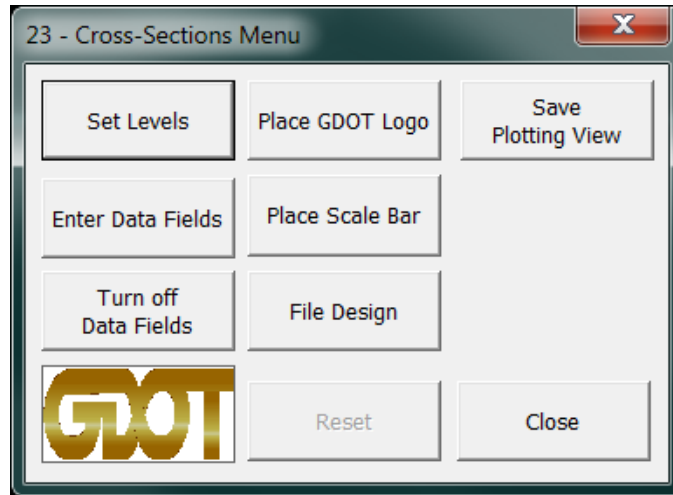 23 - Cross-Sections Menu
X
Set Levels
Place GDOT Logo
Save
Plotting View
Enter Data Fields
Place Scale Bar
Turn off
Data Fields
File Design
GDOT
Reset
Close